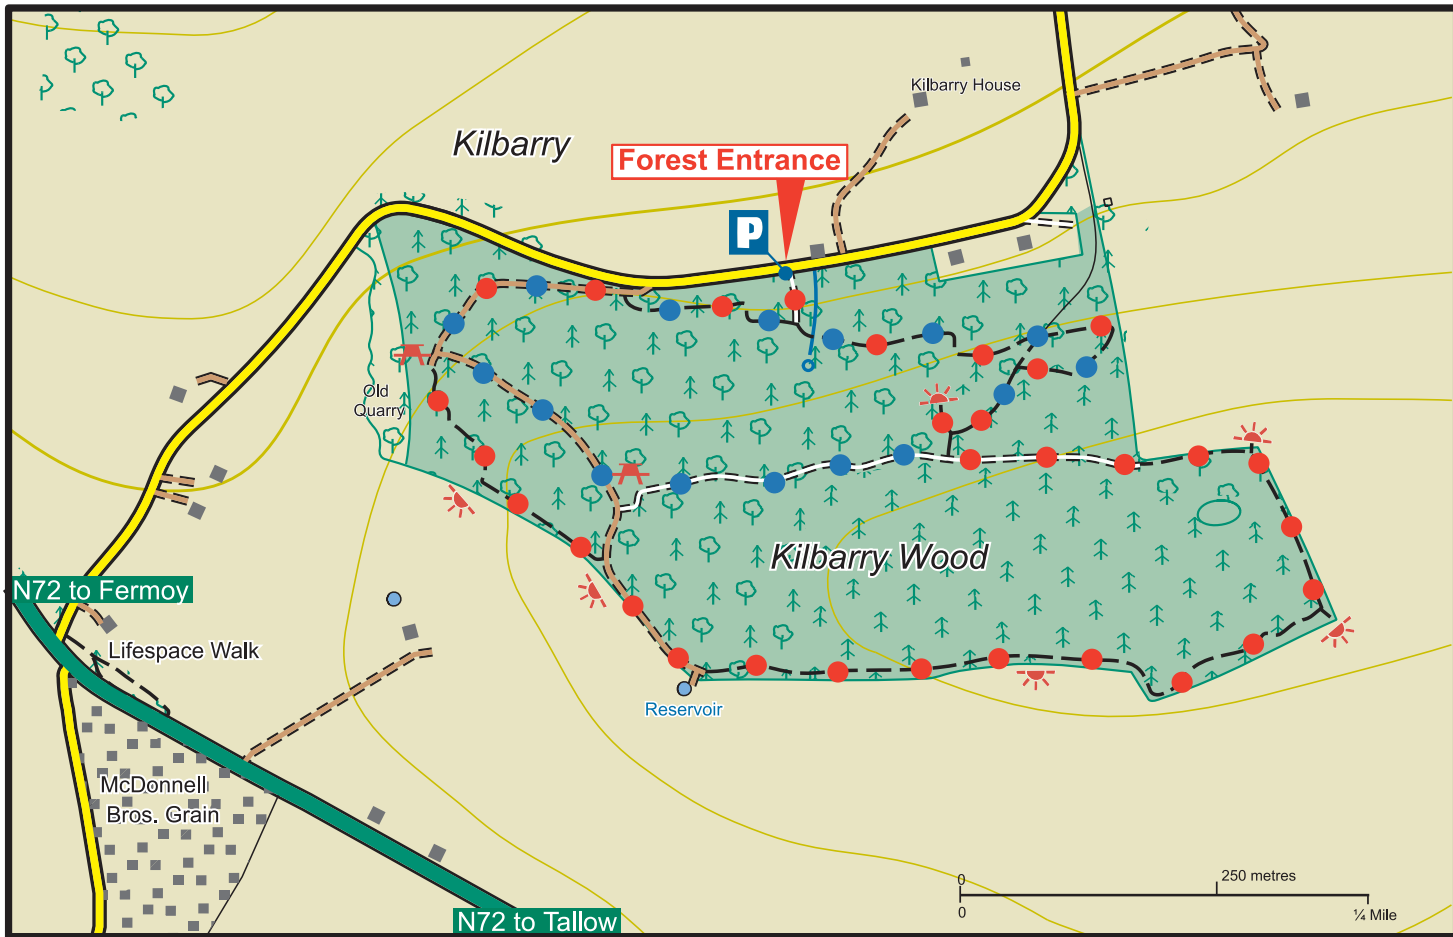 Kilbarry House
Kilbarry
Forest Entrance
P
Old
Quarry
Kilbarry Wood
N72 to Fermoy
Lifespace Walk
Reservoir
McDonnell
Bros. Grain
0
250 metres
0
¼ Mile
N72 to Tallow